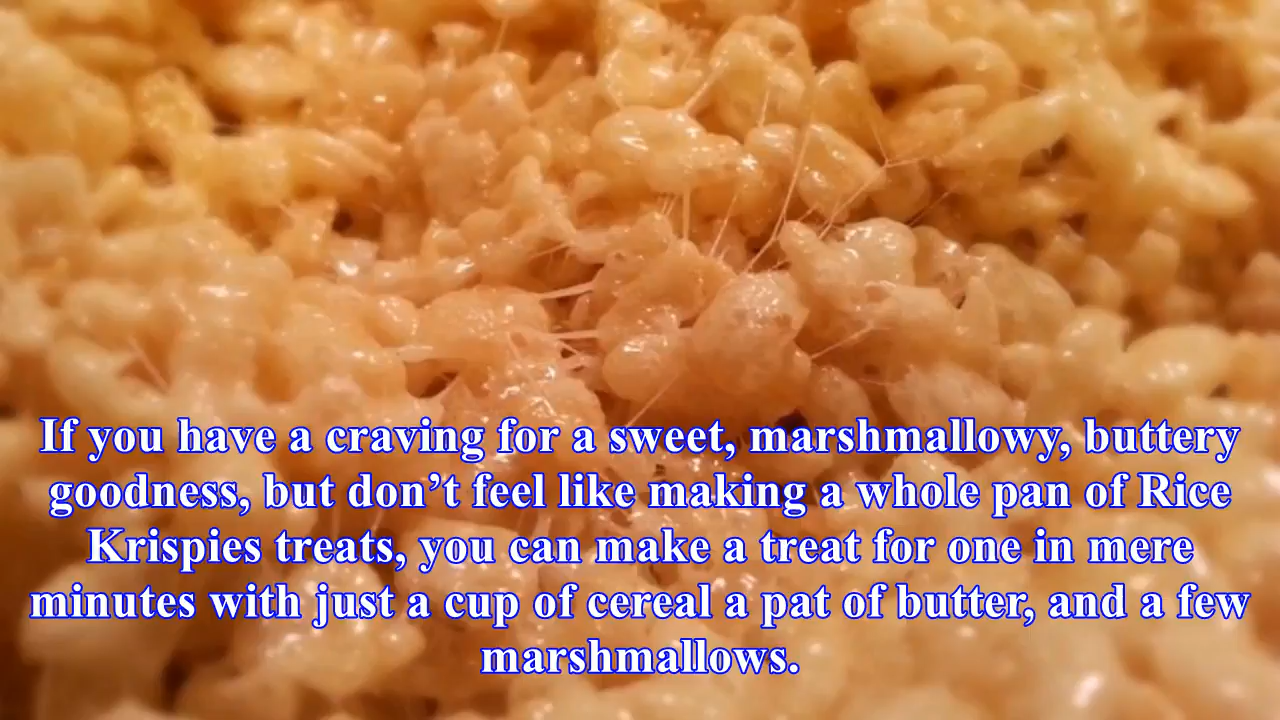 If you have a craving for a sweet, marshmallowy, buttery
goodness, but don’t feel like making a whole pan of Rice
Krispies treats, you can make a treat for one in mere
minutes with just a cup of cereal a pat of butter, and a few
marshmallows.